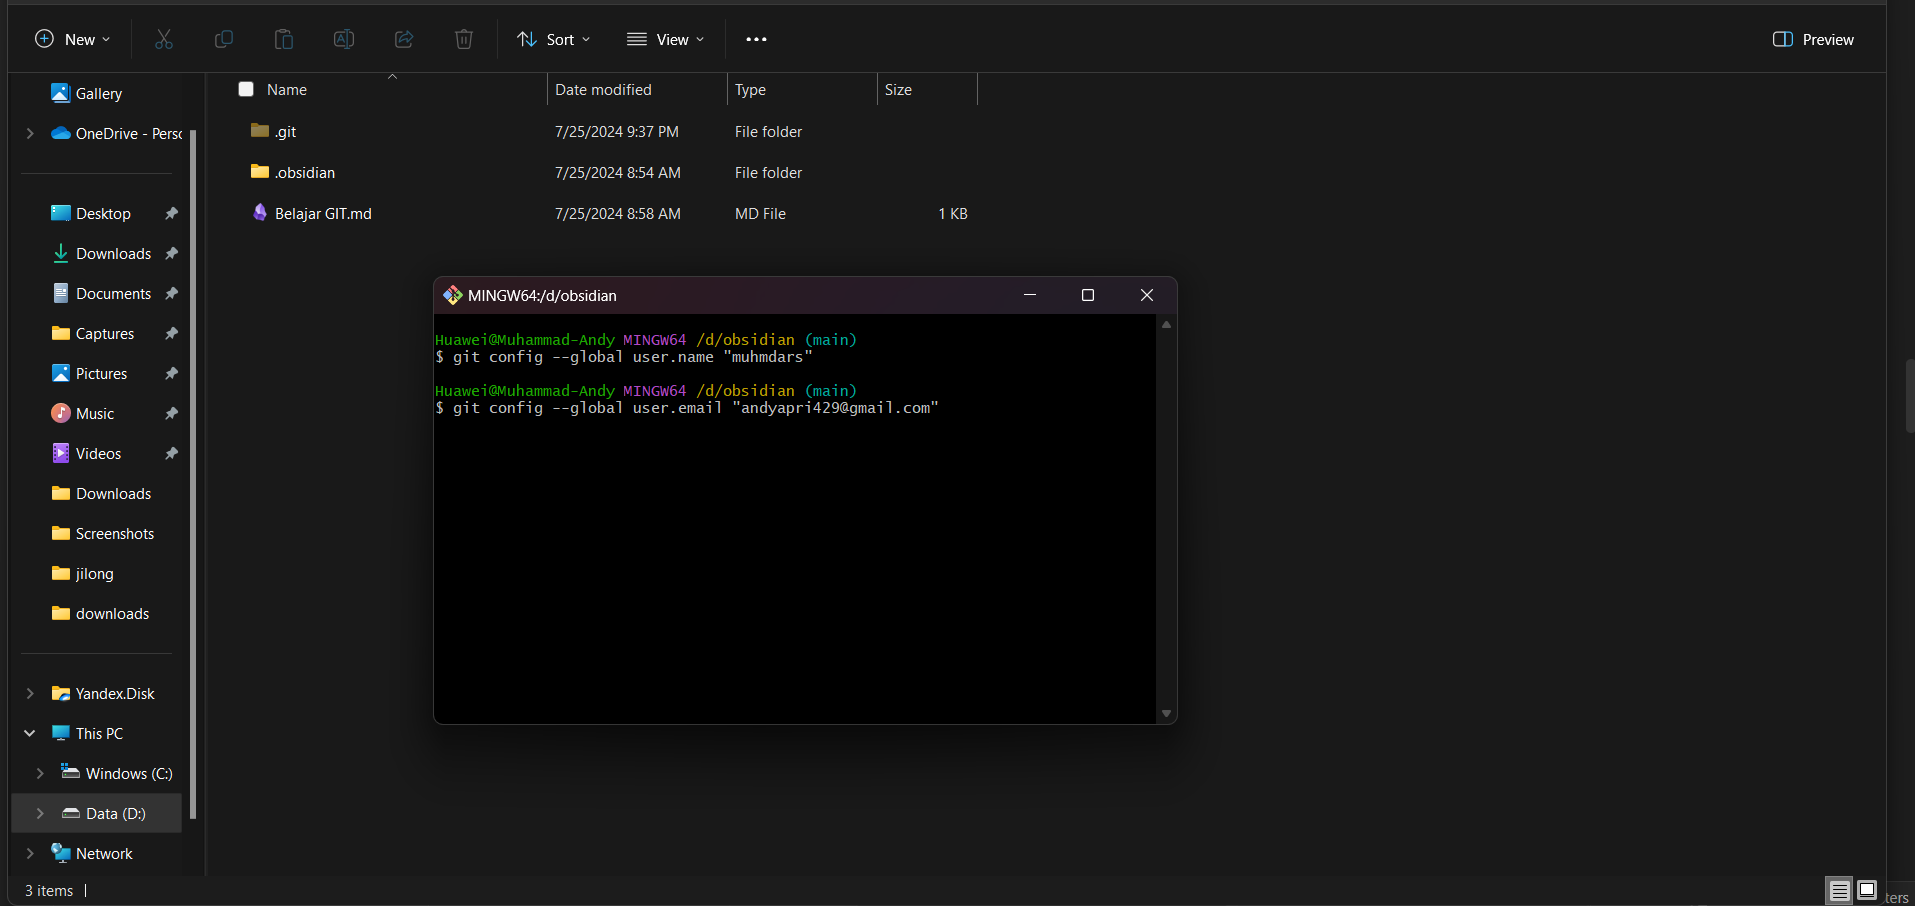 New
Sort
View
Preview
Gallery
OneDrive - Perso
Desktop
Downloads
Documents
Captures
Pictures
Music
Videos
Downloads
Screenshots
jilong
downloads
Yandex.Disk
This PC
Windows (C:)
Data (D:)
Network
Name Date modified Type Size
.git 7/25/2024 9:37 PM File folder
.obsidian 7/25/2024 8:54 AM File folder
Belajar GIT.md 7/25/2024 8:58 AM MD File 1 KB
MINGW64:/d/obsidian
Huawei@Muhammad-Andy MINGW64 /d/obsidian (main)
$ git config --global user.name "muhmdars"
Huawei@Muhammad-Andy MINGW64 /d/obsidian (main)
$ git config --global user.email "andyapri429@gmail.com"
3 items
ters